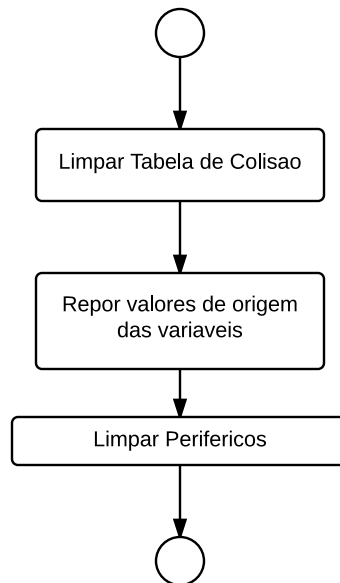 Limpar Tabela de Colisao
Repor valores de origem
das variaveis
Limpar Perifericos